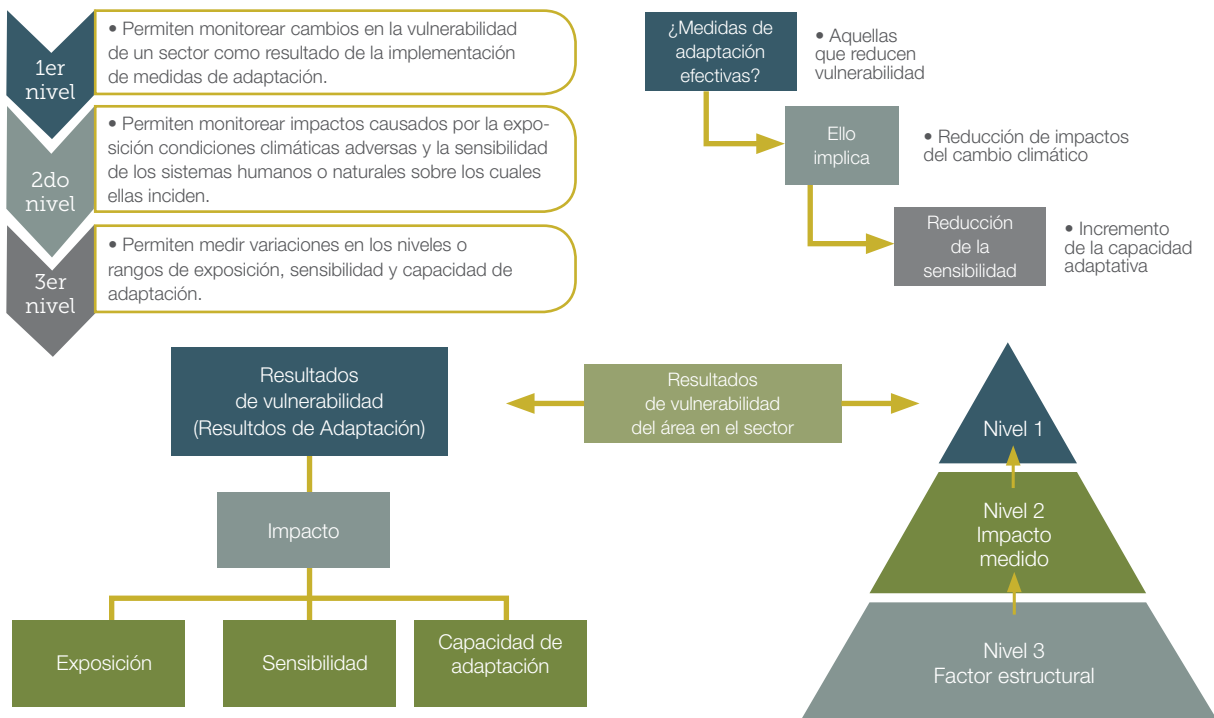 1er
nivel
• Permiten monitorear cambios en la vulnerabilidad
de un sector como resultado de la implementación
de medidas de adaptación.
2do
nivel
• Permiten monitorear impactos causados por la expo-
sición condiciones climáticas adversas y la sensibilidad
de los sistemas humanos o naturales sobre los cuales
ellas inciden.
3er
nivel
• Permiten medir variaciones en los niveles o
rangos de exposición, sensibilidad y capacidad de
adaptación.
¿Medidas de
adaptación
efectivas?
• Aquellas
que reducen
vulnerabilidad
Ello
implica
• Reducción de impactos
del cambio climático
Reducción
de la
sensibilidad
• Incremento
de la capacidad
adaptativa
Resultados
de vulnerabilidad
(Resultdos de Adaptación)
Impacto
Exposición
Sensibilidad
Capacidad de
adaptación
Resultados
de vulnerabilidad
del área en el sector
Nivel 1
Nivel 2
Impacto
medido
Nivel 3
Factor estructural